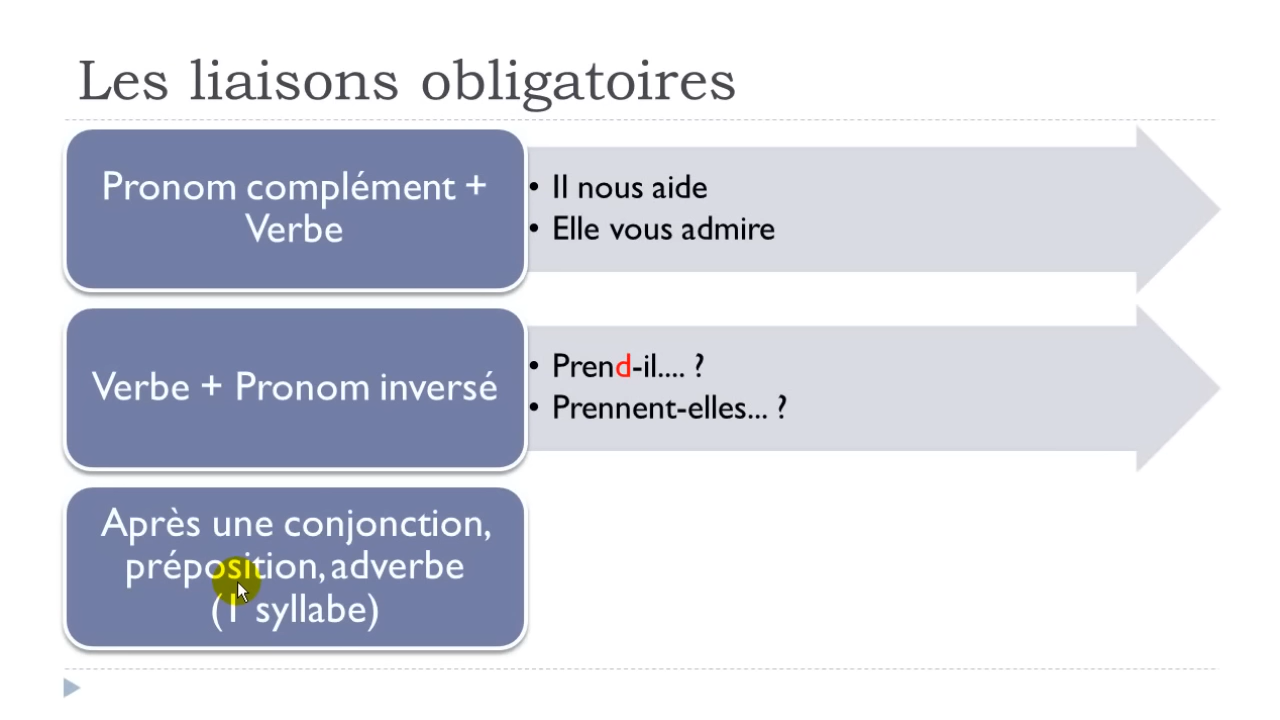 Les liaisons obligatoires
Pronom complément +
Verbe
• Il nous aide
• Elle vous admire
Verbe + Pronom inversé
• Prend-il.... ?
• Prennent-elles... ?
Après une conjonction,
préposition, adverbe
(1 syllabe)